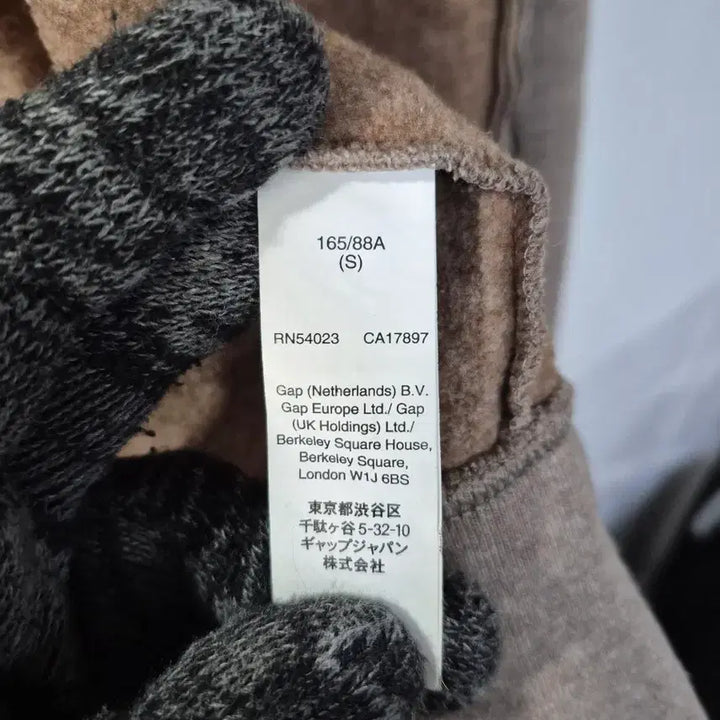 165/88A
(S)
RN54023 CA17897
Gap (Netherlands) B.V.
Gap Europe Ltd./ Gap
(UK Holdings) Ltd./
Berkeley Square House,
Berkeley Square,
London W1J 6BS
東京都渋谷区
千駄ヶ谷 5-32-10
ギャップジャパン
株式会社